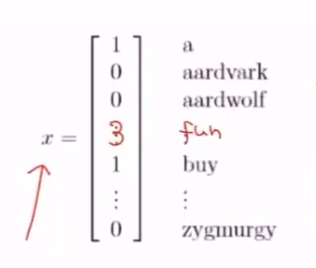 1 a
0 aardvark
0 aardwolf
x = 3 fun
1 buy
⋮ ⋮
0 zygmurgy